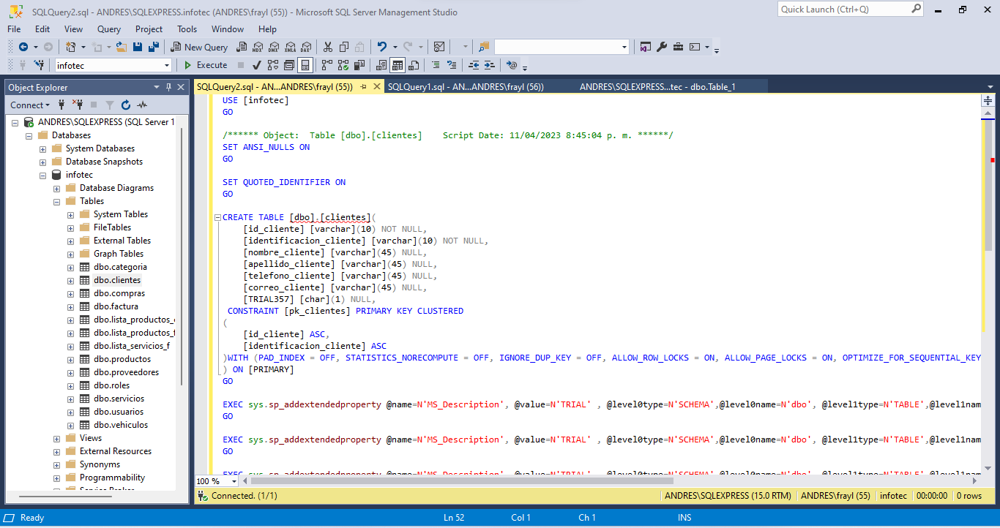 SQLQuery2.sql - ANDRES\SQLEXPRESS.infotec (ANDRES\frayl (55)) - Microsoft SQL Server Management Studio
Quick Launch (Ctrl+Q)
File Edit View Query Project Tools Window Help
New Query MDX DMX XMLA DAX
infotec Execute
Object Explorer
Connect
ANDRES\SQLEXPRESS (SQL Server 1
Databases
System Databases
Database Snapshots
infotec
Database Diagrams
Tables
System Tables
FileTables
External Tables
Graph Tables
dbo.categoria
dbo.clientes
dbo.compras
dbo.factura
dbo.lista_productos_
dbo.lista_productos_f
dbo.lista_servicios_f
dbo.productos
dbo.proveedores
dbo.roles
dbo.servicios
dbo.usuarios
dbo.vehiculos
Views
External Resources
Synonyms
Programmability
Service Broker
SQLQuery2.sql - AN...ANDRES\frayl (55)) SQLQuery1.sql - AN...ANDRES\frayl (56)) ANDRES\SQLEXPRESS...tec - dbo.Table_1
USE [infotec]
GO
/****** Object:  Table [dbo].[clientes]    Script Date: 11/04/2023 8:45:04 p. m. ******/
SET ANSI_NULLS ON
GO
SET QUOTED_IDENTIFIER ON
GO
CREATE TABLE [dbo].[clientes](
[id_cliente] [varchar](10) NOT NULL,
[identificacion_cliente] [varchar](10) NOT NULL,
[nombre_cliente] [varchar](45) NULL,
[apellido_cliente] [varchar](45) NULL,
[telefono_cliente] [varchar](45) NULL,
[correo_cliente] [varchar](45) NULL,
[TRIAL357] [char](1) NULL,
CONSTRAINT [pk_clientes] PRIMARY KEY CLUSTERED
(
[id_cliente] ASC,
[identificacion_cliente] ASC
)WITH (PAD_INDEX = OFF, STATISTICS_NORECOMPUTE = OFF, IGNORE_DUP_KEY = OFF, ALLOW_ROW_LOCKS = ON, ALLOW_PAGE_LOCKS = ON, OPTIMIZE_FOR_SEQUENTIAL_KEY
) ON [PRIMARY]
GO
EXEC sys.sp_addextendedproperty @name=N'MS_Description', @value=N'TRIAL' , @level0type=N'SCHEMA',@level0name=N'dbo', @level1type=N'TABLE',@level1nam
GO
EXEC sys.sp_addextendedproperty @name=N'MS_Description', @value=N'TRIAL' , @level0type=N'SCHEMA',@level0name=N'dbo', @level1type=N'TABLE',@level1nam
GO
EXEC sys.sp_addextendedproperty @name=N'MS_Description', @value=N'TRIAL' , @level0type=N'SCHEMA',@level0name=N'dbo', @level1type=N'TABLE',@level1nam
100 %
Connected. (1/1) ANDRES\SQLEXPRESS (15.0 RTM) ANDRES\frayl (55) infotec 00:00:00 0 rows
Ready Ln 52 Col 1 Ch 1 INS